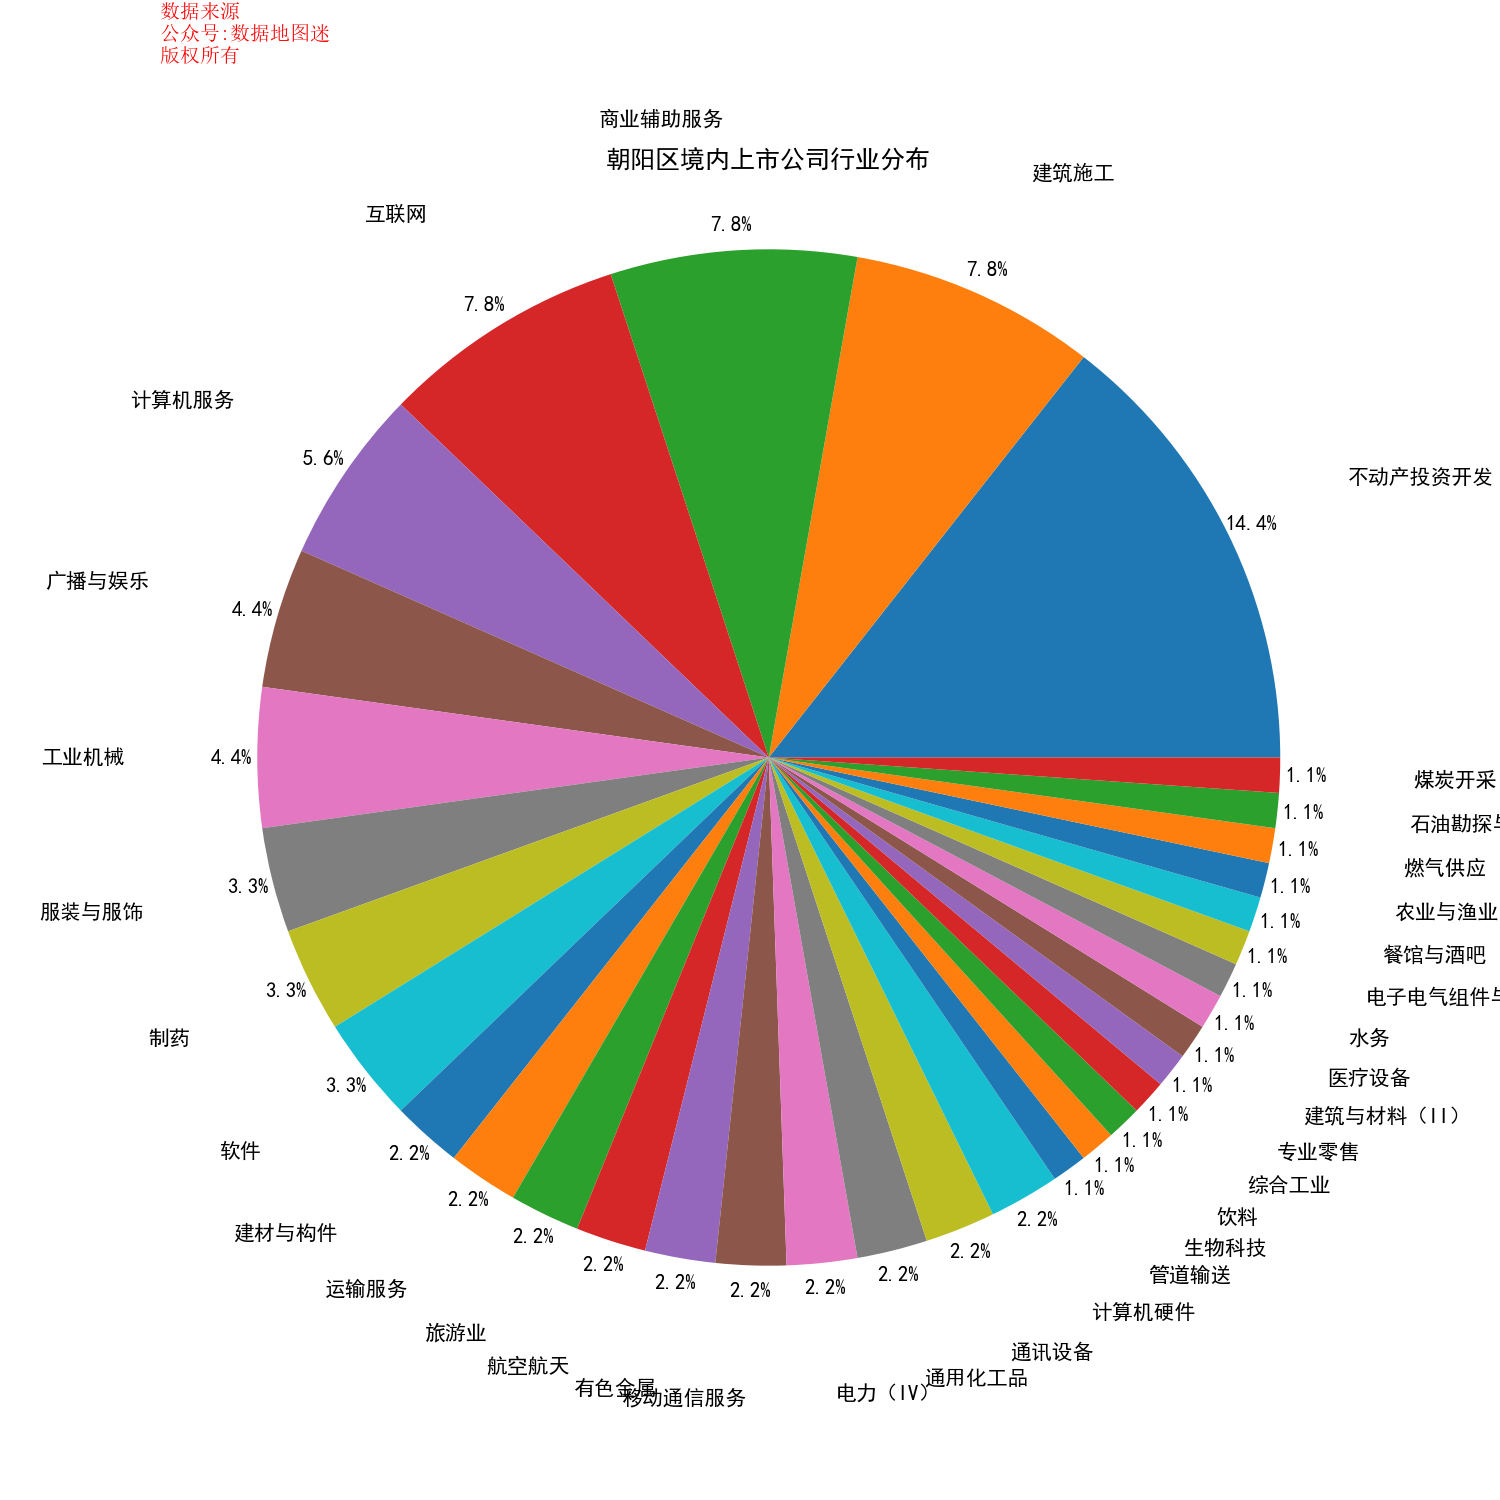 数据来源
公众号:数据地图迷
版权所有
商业辅助服务
朝阳区境内上市公司行业分布
建筑施工
互联网
7.8%
7.8%
7.8%
计算机服务
5.6%
不动产投资开发
14.4%
广播与娱乐
4.4%
工业机械
4.4%
1.1%
煤炭开采
1.1%
石油勘探与
1.1%
燃气供应
3.3%
服装与服饰
1.1%
农业与渔业
1.1%
餐馆与酒吧
1.1%
电子电气组件与
3.3%
制药
1.1%
水务
1.1%
医疗设备
3.3%
软件
1.1%
建筑与材料（II）
1.1%
专业零售
1.1%
综合工业
1.1%
饮料
1.1%
生物科技
1.1%
管道输送
2.2%
建材与构件
2.2%
运输服务
2.2%
旅游业
2.2%
航空航天
2.2%
有色金属
2.2%
移动通信服务
2.2%
电力（IV）
2.2%
通用化工品
2.2%
通讯设备
2.2%
计算机硬件